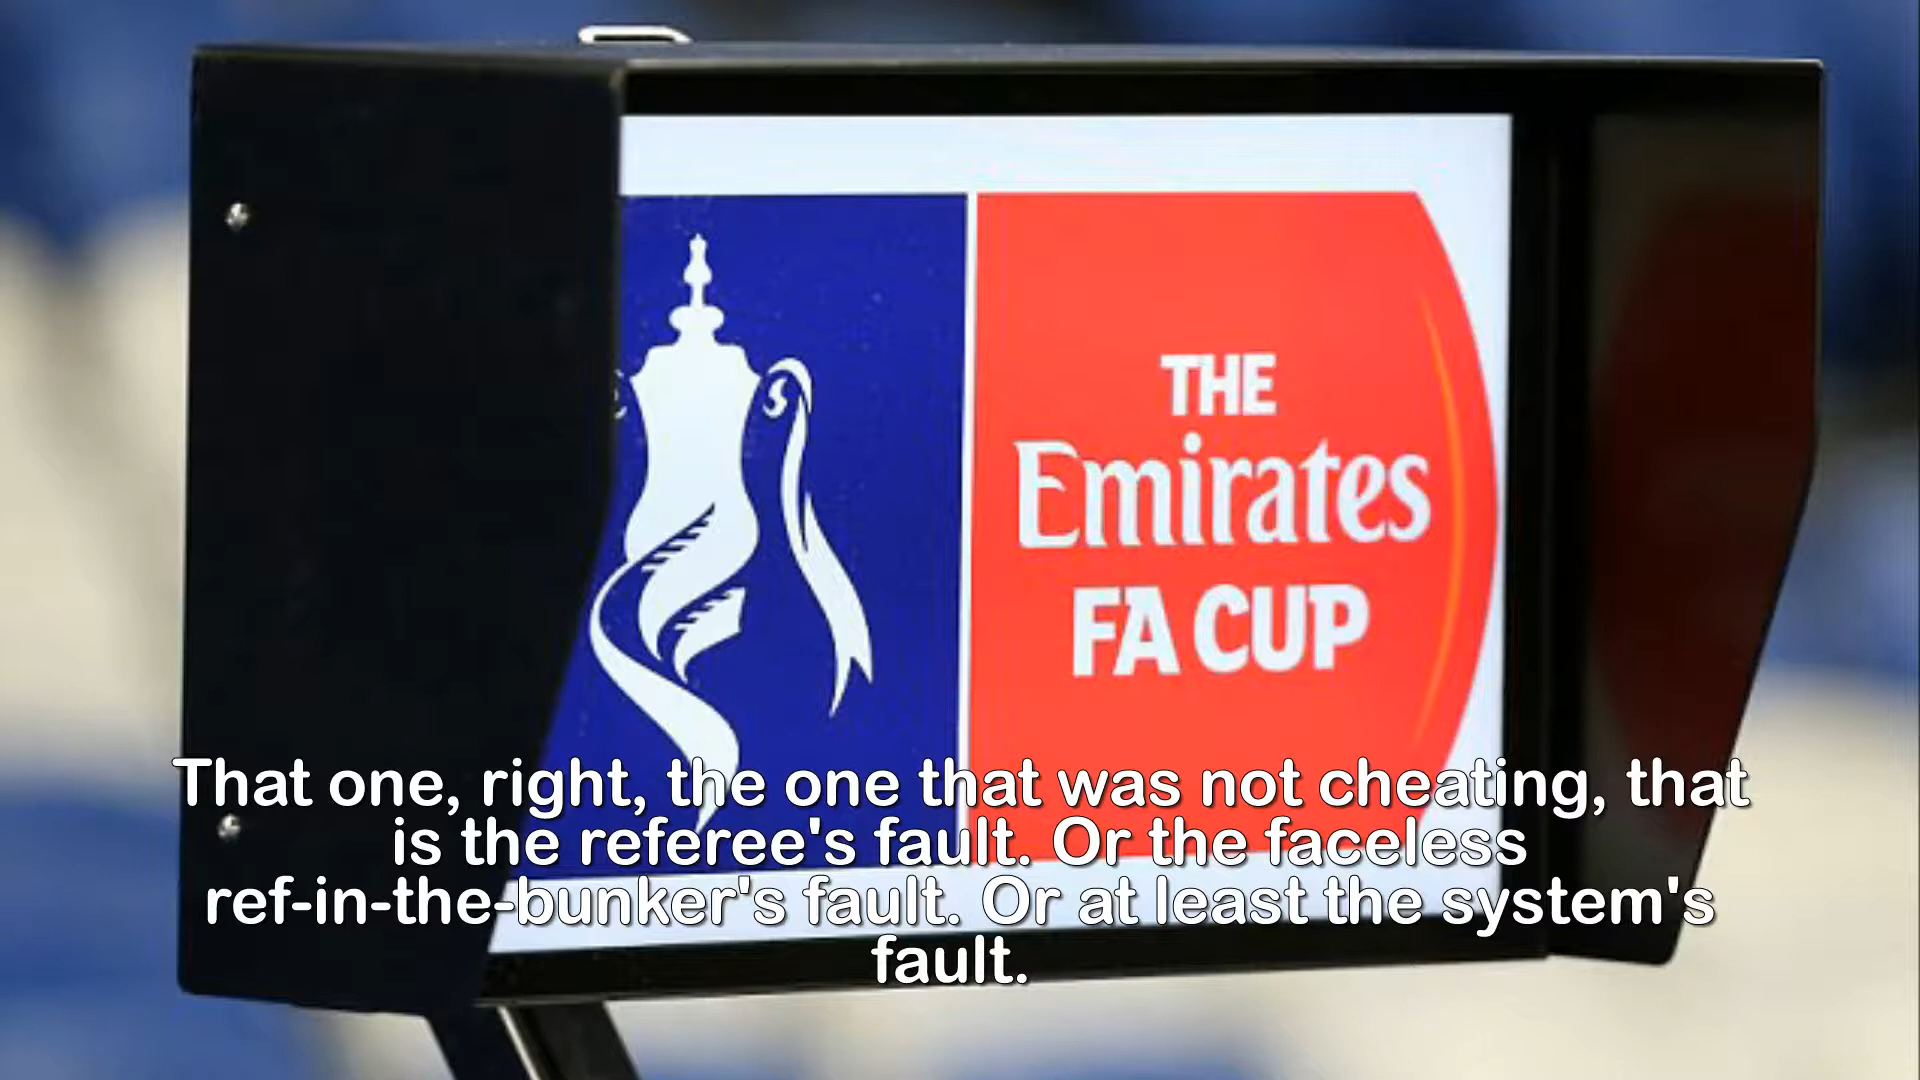 THE
Emirates
FA CUP
That one, right, the one that was not cheating, that
is the referee's fault. Or the faceless
ref-in-the-bunker's fault. Or at least the system's
fault.